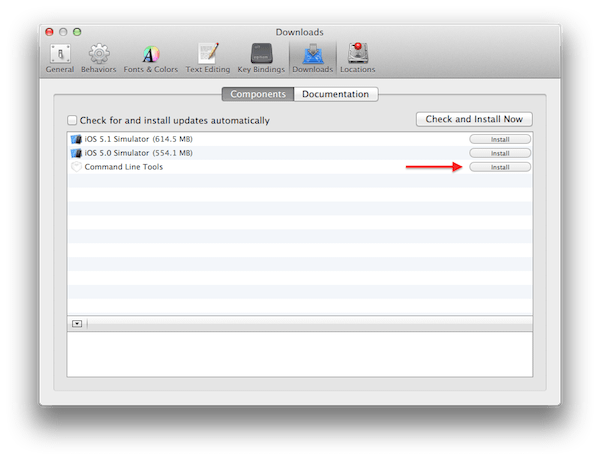 Downloads
General Behaviors Fonts & Colors Text Editing Key Bindings Downloads Locations
Components Documentation
Check for and install updates automatically Check and Install Now
iOS 5.1 Simulator (614.5 MB) Install
iOS 5.0 Simulator (554.1 MB) Install
Command Line Tools Install